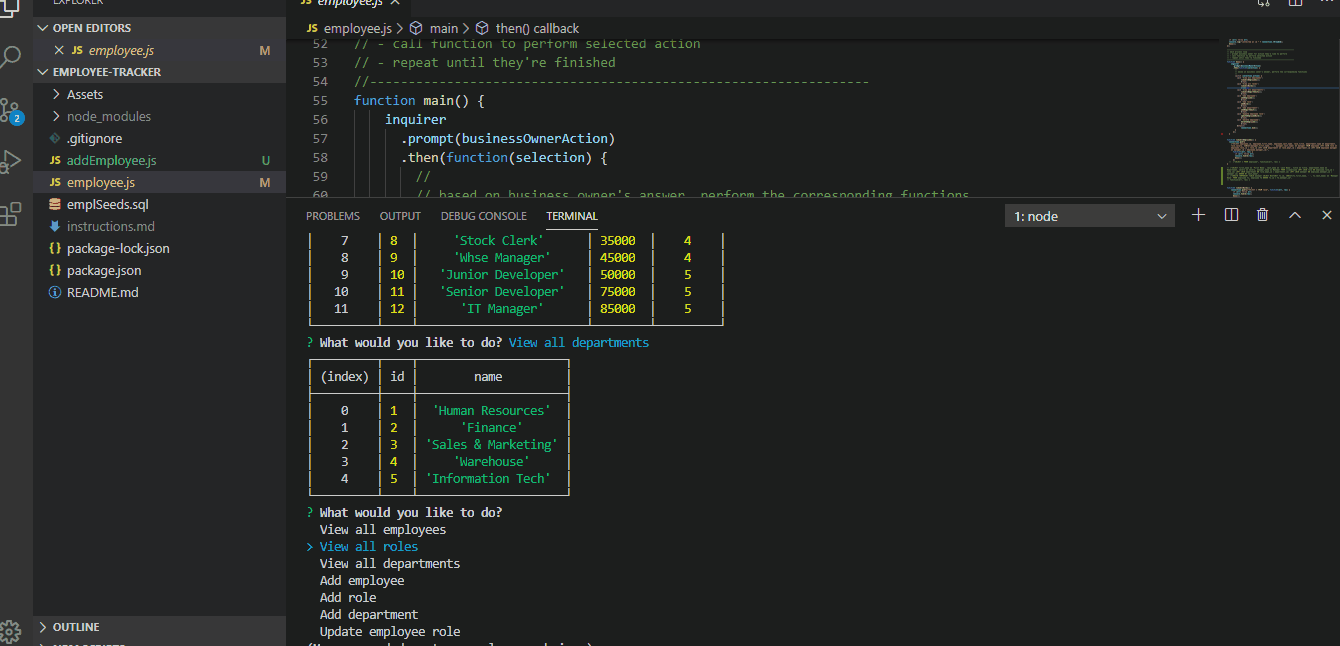 EXPLORER
OPEN EDITORS
JS employee.js M
EMPLOYEE-TRACKER
Assets
node_modules
.gitignore
JS addEmployee.js U
JS employee.js M
emplSeeds.sql
instructions.md
{} package-lock.json
{} package.json
README.md
2
OUTLINE
JS employee.js
JS employee.js > main > then() callback
52 // - call function to perform selected action
53 // - repeat until they're finished
54 //-----------------------------------------------------------------
55 function main() {
56 inquirer
57 .prompt(businessOwnerAction)
58 .then(function(selection) {
59 //
60 // based on business owner's answer, perform the corresponding functions
PROBLEMS OUTPUT DEBUG CONSOLE TERMINAL
1: node
7 8 'Stock Clerk' 35000 4
8 9 'Whse Manager' 45000 4
9 10 'Junior Developer' 50000 5
10 11 'Senior Developer' 75000 5
11 12 'IT Manager' 85000 5
? What would you like to do? View all departments
(index) id name
0 1 'Human Resources'
1 2 'Finance'
2 3 'Sales & Marketing'
3 4 'Warehouse'
4 5 'Information Tech'
? What would you like to do?
View all employees
> View all roles
View all departments
Add employee
Add role
Add department
Update employee role